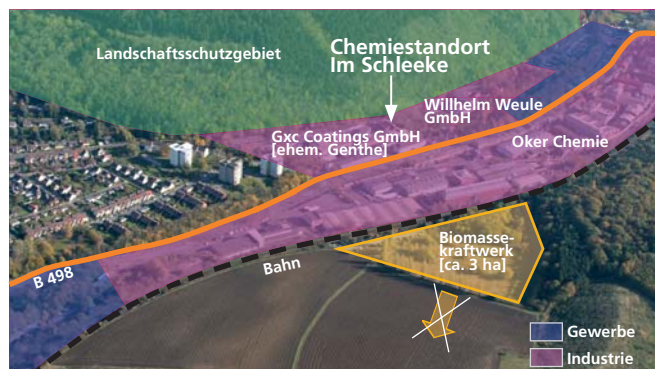 Landschaftsschutzgebiet
Chemiestandort
Im Schleeke
Willhelm Weule
GmbH
Gxc Coatings GmbH
[ehem. Genthe]
Oker Chemie
Biomasse-
kraftwerk
[ca. 3 ha]
Bahn
B 498
Gewerbe
Industrie